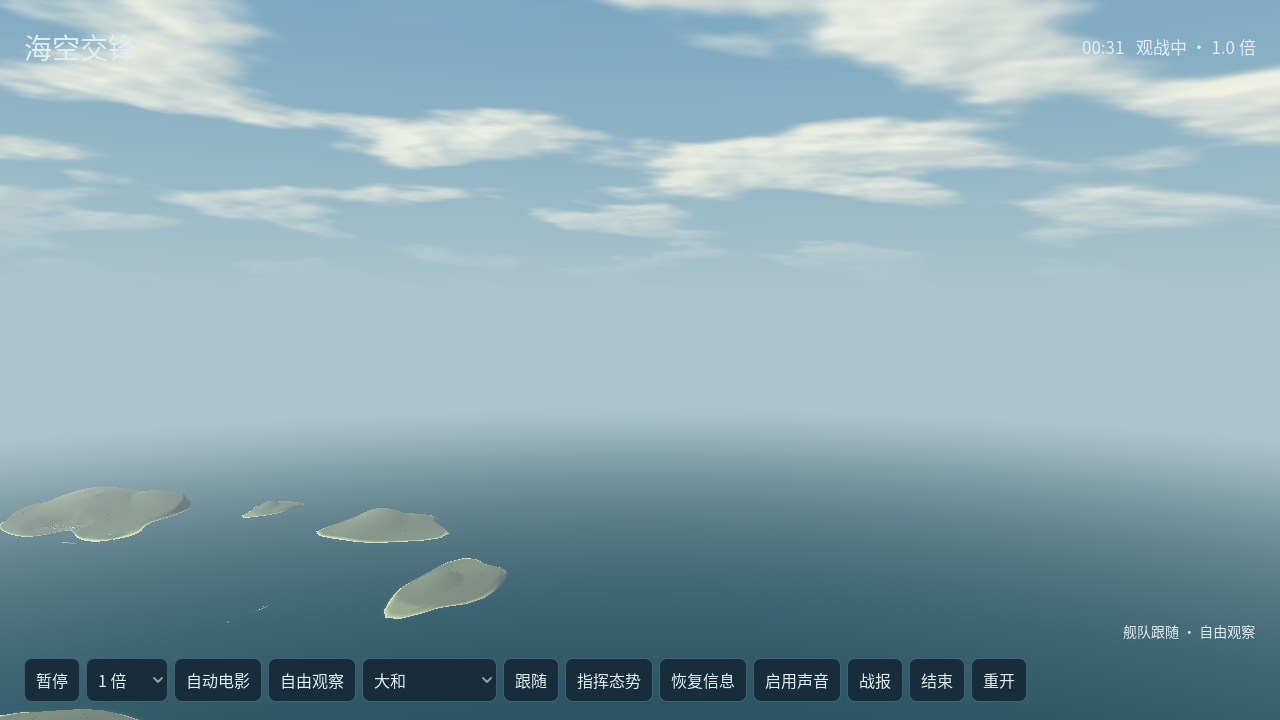 海空交锋
00:31 观战中 · 1.0 倍
舰队跟随 · 自由观察
暂停 1 倍 自动电影 自由观察 大和 跟随 指挥态势 恢复信息 启用声音 战报 结束 重开